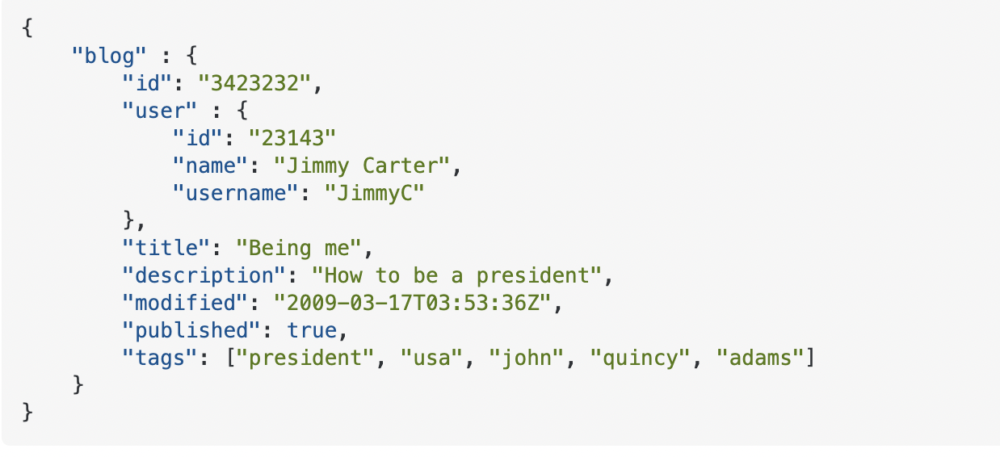 {
    "blog" : {
        "id": "3423232",
        "user" : {
            "id": "23143"
            "name": "Jimmy Carter",
            "username": "JimmyC"
        },
        "title": "Being me",
        "description": "How to be a president",
        "modified": "2009-03-17T03:53:36Z",
        "published": true,
        "tags": ["president", "usa", "john", "quincy", "adams"]
    }
}